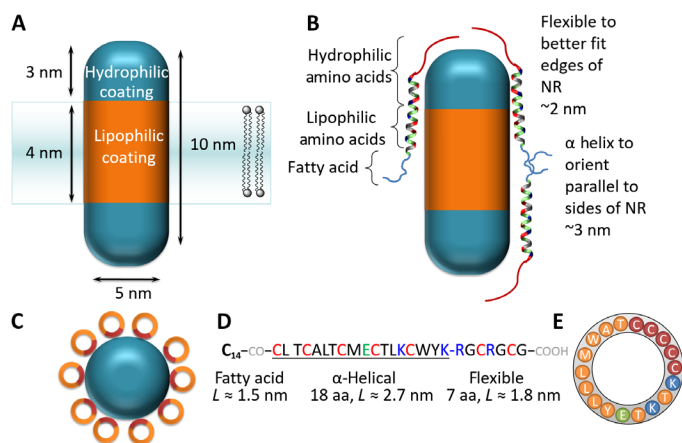 A
3 nm
Hydrophilic
coating
4 nm
Lipophilic
coating
10 nm
5 nm
B
Hydrophilic
amino acids
Lipophilic
amino acids
Fatty acid
Flexible to
better fit
edges of
NR
~2 nm
α helix to
orient
parallel to
sides of NR
~3 nm
C
D
C14–CO–CLTCALTCMECTLKCWYK-RGCRGCG–COOH
Fatty acid
L ≈ 1.5 nm
α-Helical
18 aa, L ≈ 2.7 nm
Flexible
7 aa, L ≈ 1.8 nm
E
M W A T C C C C C K T K T E Y L L L